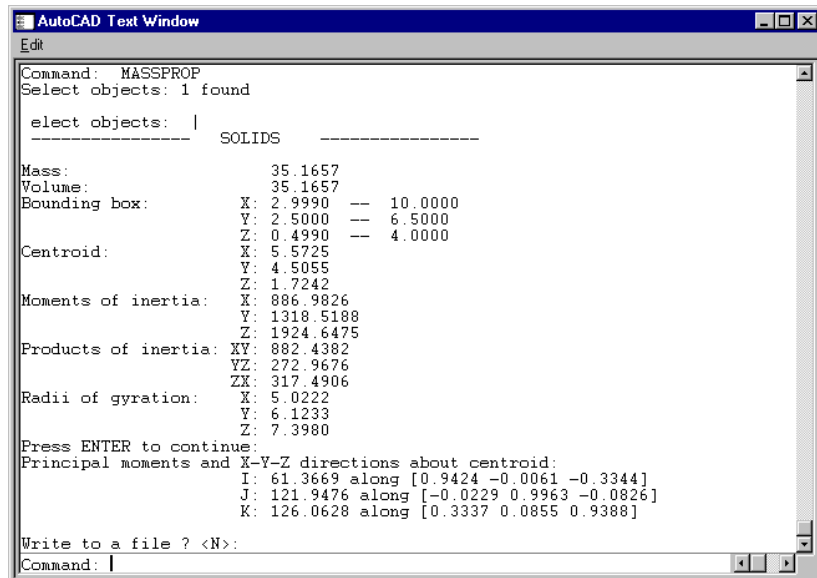 AutoCAD Text Window
Edit
Command: MASSPROP
Select objects: 1 found
elect objects: |
---------------- SOLIDS ----------------
Mass: 35.1657
Volume: 35.1657
Bounding box: X: 2.9990 -- 10.0000
Y: 2.5000 -- 6.5000
Z: 0.4990 -- 4.0000
Centroid: X: 5.5725
Y: 4.5055
Z: 1.7242
Moments of inertia: X: 886.9826
Y: 1318.5188
Z: 1924.6475
Products of inertia: XY: 882.4382
YZ: 272.9676
ZX: 317.4906
Radii of gyration: X: 5.0222
Y: 6.1233
Z: 7.3980
Press ENTER to continue:
Principal moments and X-Y-Z directions about centroid:
I: 61.3669 along [0.9424 -0.0061 -0.3344]
J: 121.9476 along [-0.0229 0.9963 -0.0826]
K: 126.0628 along [0.3337 0.0855 0.9388]
Write to a file ? <N>:
Command: